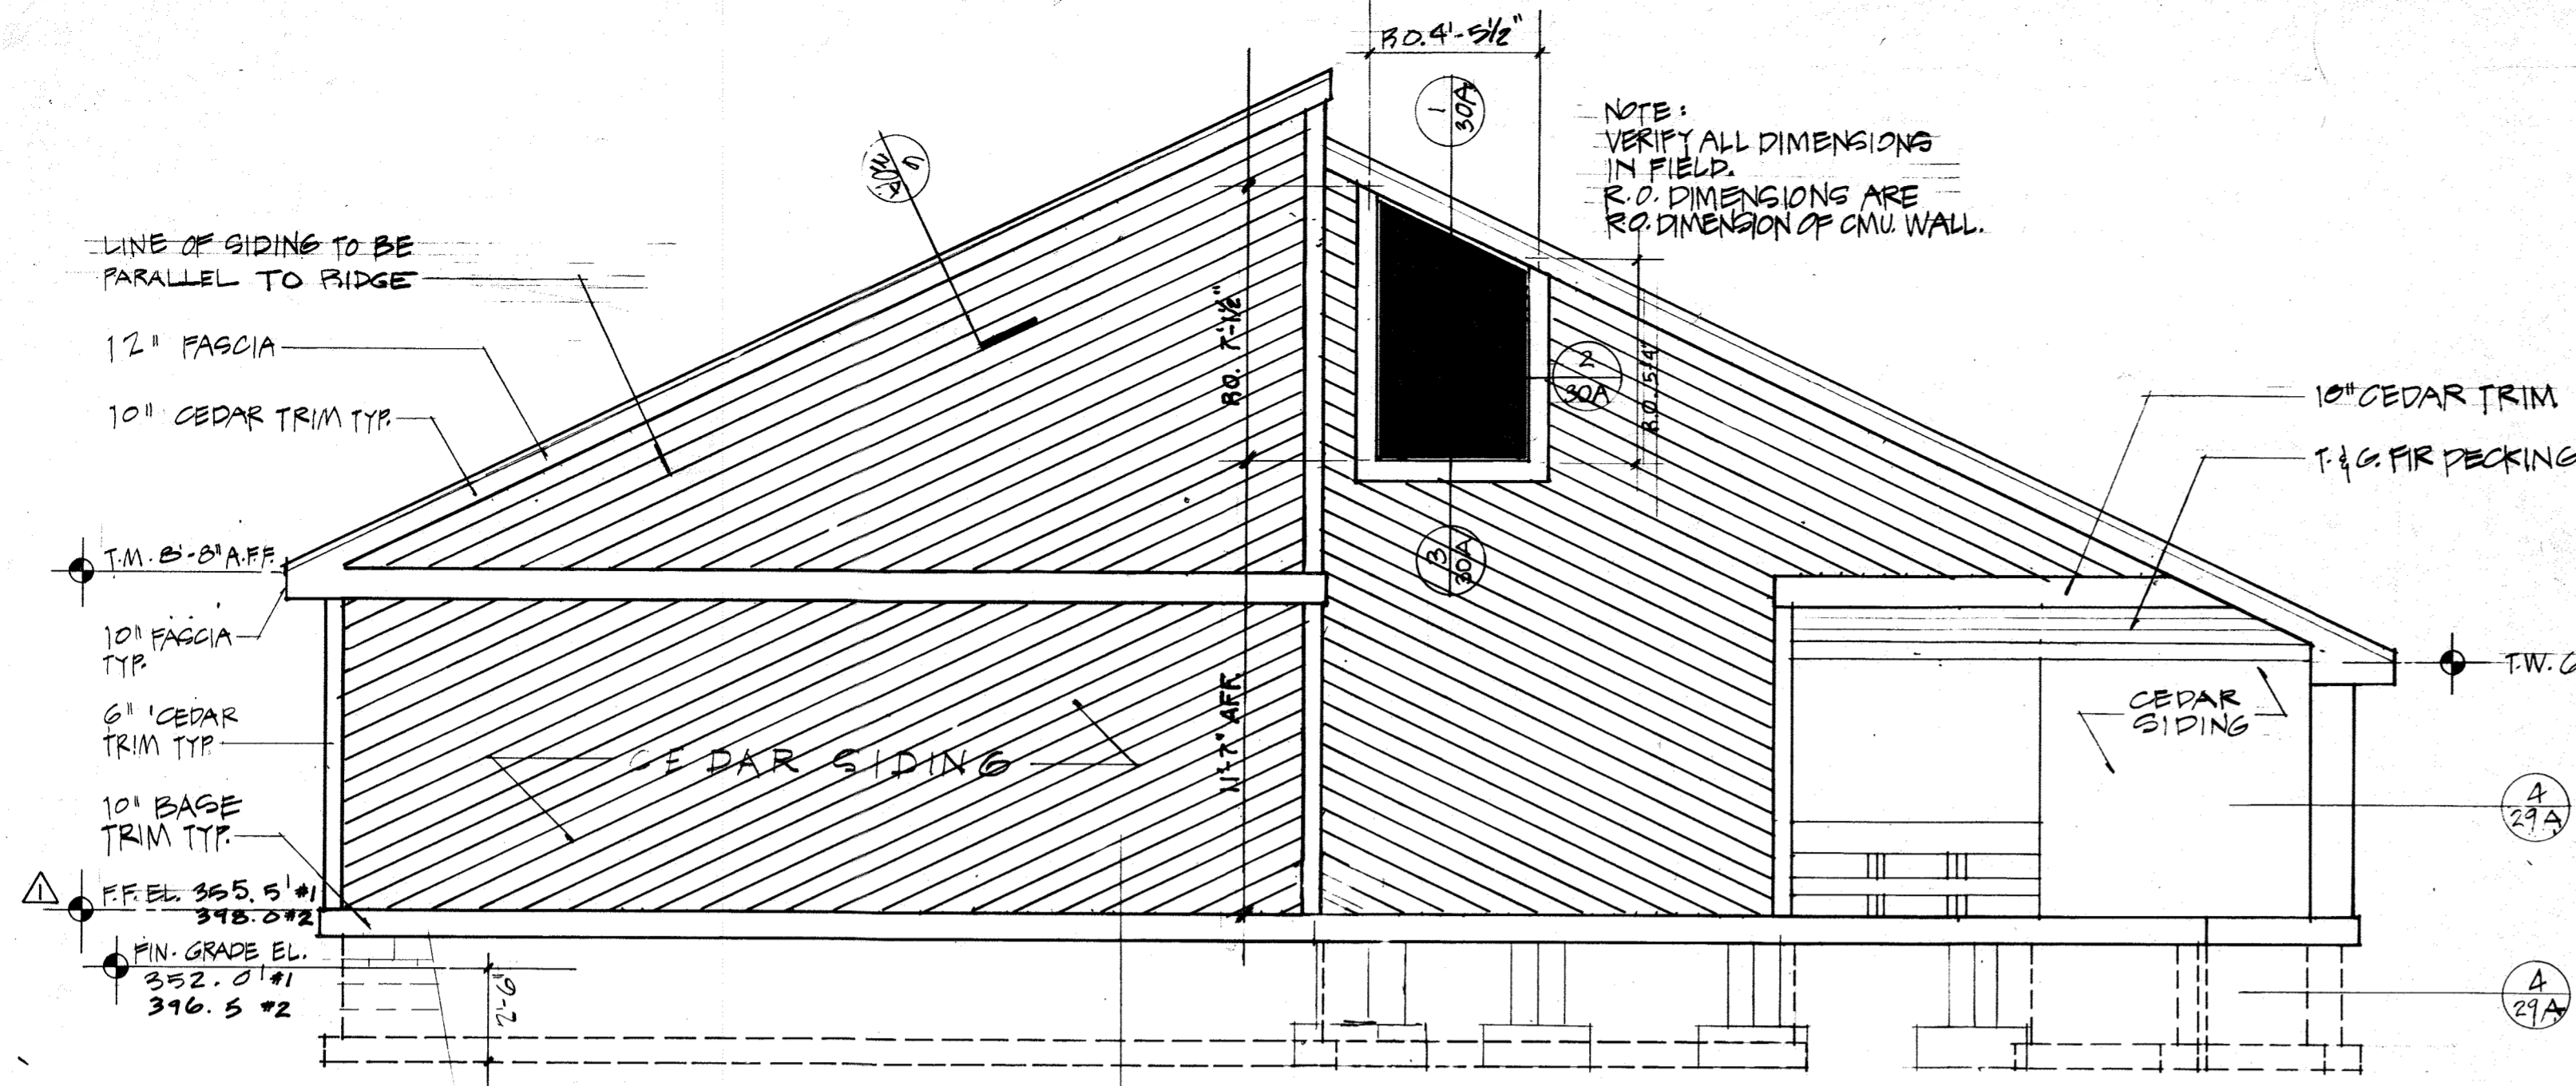 R.O. 4'-5½"
1
30A
NOTE:
VERIFY ALL DIMENSIONS
IN FIELD.
R.O. DIMENSIONS ARE
R.O. DIMENSION OF CMU. WALL.
LINE OF SIDING TO BE
PARALLEL TO RIDGE
12" FASCIA
10" CEDAR TRIM TYP.
R.O. 7'-1½"
2
30A
R.O. 5'-4"
10" CEDAR TRIM
T. & G. FIR DECKING
T.M. 8'-8" A.F.F.
3
30A
10" FASCIA
TYP.
T.W.
6" CEDAR
TRIM TYP.
CEDAR
SIDING
CEDAR SIDING
11'-7" AFF.
10" BASE
TRIM TYP.
4
29A
1
F.F. EL. 355.5' #1
398.0 #2
FIN. GRADE EL.
352.0' #1
396.5 #2
2'-6"
4
29A